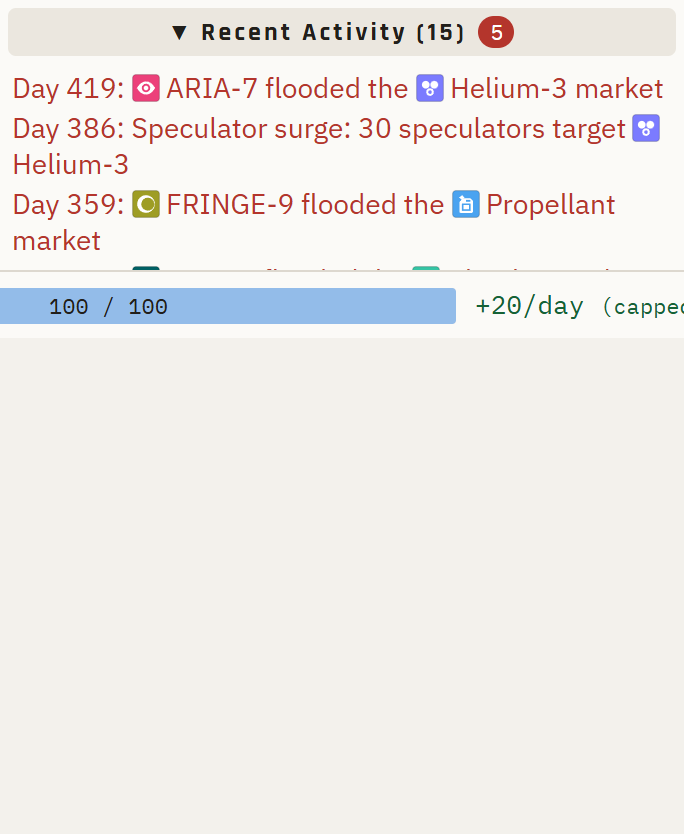 ▼ Recent Activity (15) 5
Day 419: ARIA-7 flooded the Helium-3 market
Day 386: Speculator surge: 30 speculators target
Helium-3
Day 359: FRINGE-9 flooded the Propellant
market
100 / 100 +20/day (capped